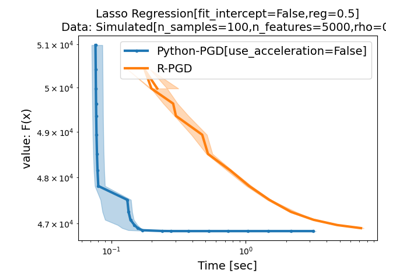 Lasso Regression[fit_intercept=False,reg=0.5]
Data: Simulated[n_samples=100,n_features=5000,rho=0
Python-PGD[use_acceleration=False]
R-PGD
value: F(x)
5.1 × 10⁴
5 × 10⁴
4.9 × 10⁴
4.8 × 10⁴
4.7 × 10⁴
10⁻¹
10⁰
Time [sec]